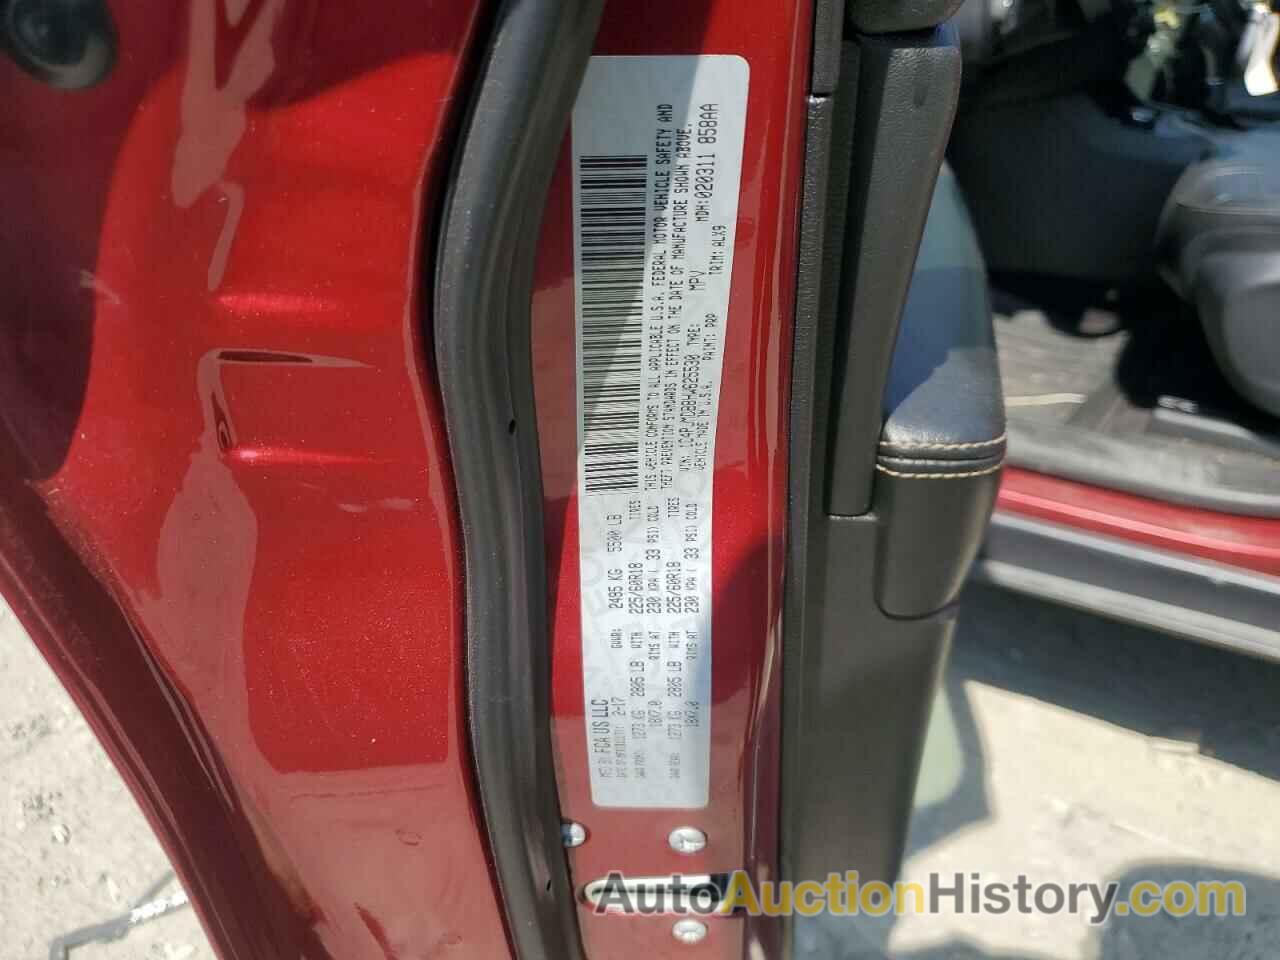 MFD BY FCA US LLC
DATE OF MFR 2-17 GVWR: 2495 KG 5500 LB
GAWR FRONT: 1273 KG 2805 LB WITH 225/60R18 TIRES
18X7.0 RIMS AT 230 KPA ( 33 PSI) COLD
GAWR REAR: 1273 KG 2805 LB WITH 225/60R18 TIRES
18X7.0 RIMS AT 230 KPA ( 33 PSI) COLD
THIS VEHICLE CONFORMS TO ALL APPLICABLE U.S.A. FEDERAL MOTOR VEHICLE SAFETY AND
THEFT PREVENTION STANDARDS IN EFFECT ON THE DATE OF MANUFACTURE SHOWN ABOVE.
VIN: TYPE: MPV MDH:020311 858AA
VEHICLE MADE IN U.S.A. PAINT: PRP TRIM: ALX9
AutoAuctionHistory.com